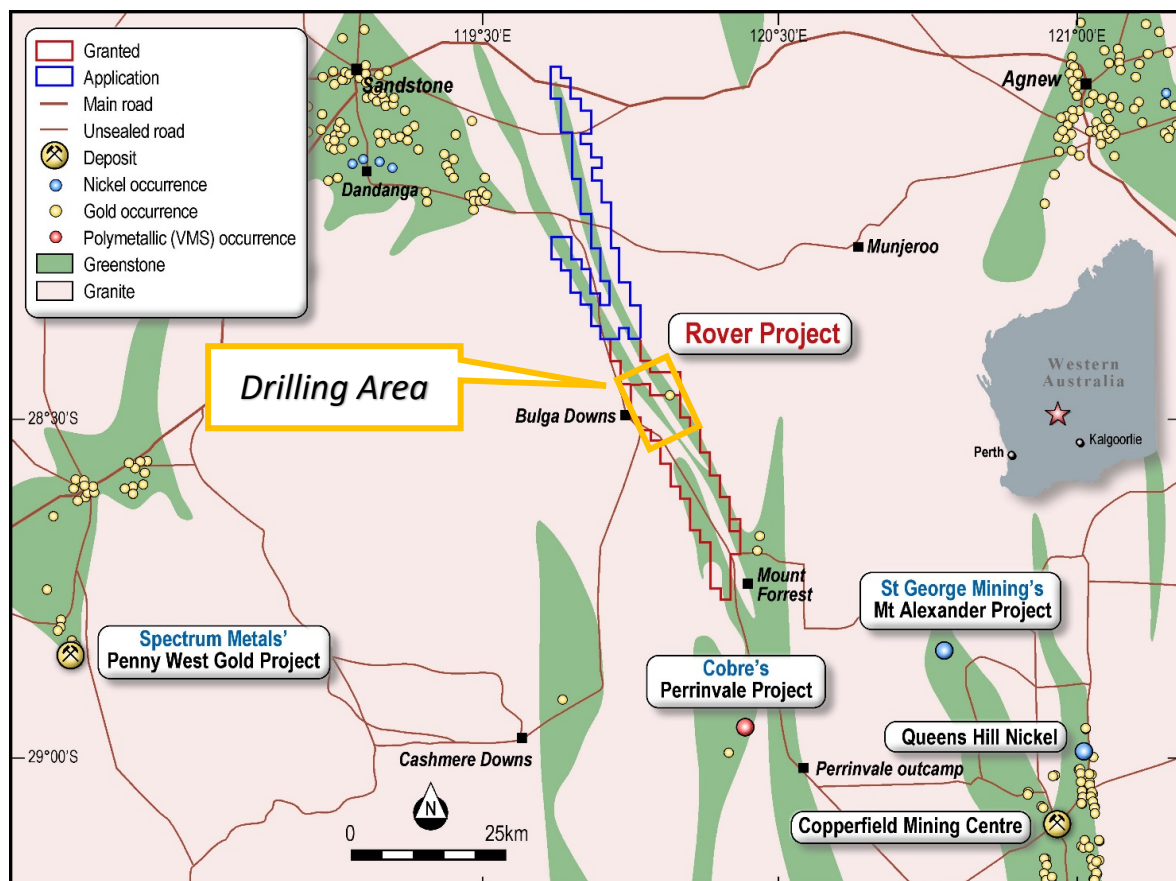 119°30'E
120°30'E
121°00'E
Granted
Application
Main road
Unsealed road
Deposit
Nickel occurrence
Gold occurrence
Polymetallic (VMS) occurrence
Greenstone
Granite
Sandstone
Dandanga
Agnew
Munjeroo
Rover Project
Drilling Area
Bulga Downs
28°30'S
Western
Australia
Perth
Kalgoorlie
Mount
Forrest
St George Mining's
Mt Alexander Project
Spectrum Metals'
Penny West Gold Project
Cobre's
Perrinvale Project
Queens Hill Nickel
29°00'S
Cashmere Downs
Perrinvale outcamp
Copperfield Mining Centre
N
0 25km